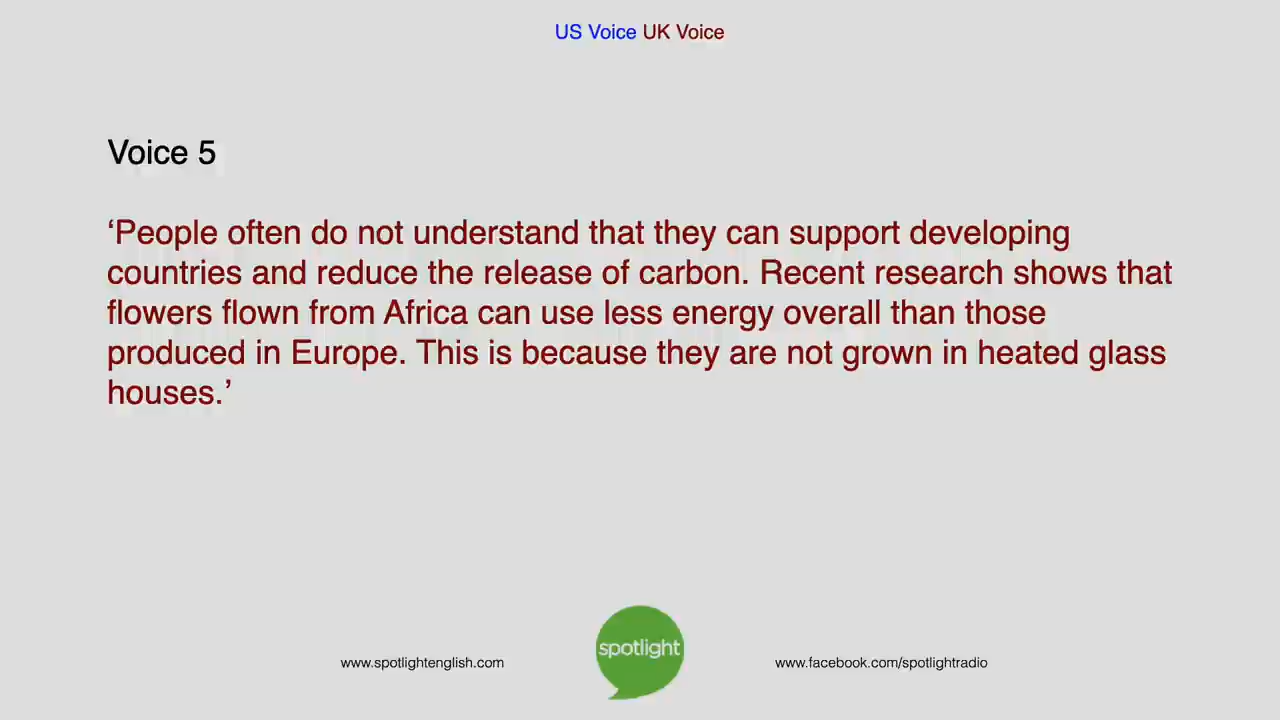 US Voice UK Voice
Voice 5
‘People often do not understand that they can support developing
countries and reduce the release of carbon. Recent research shows that
flowers flown from Africa can use less energy overall than those
produced in Europe. This is because they are not grown in heated glass
houses.’
www.spotlightenglish.com
spotlight
www.facebook.com/spotlightradio